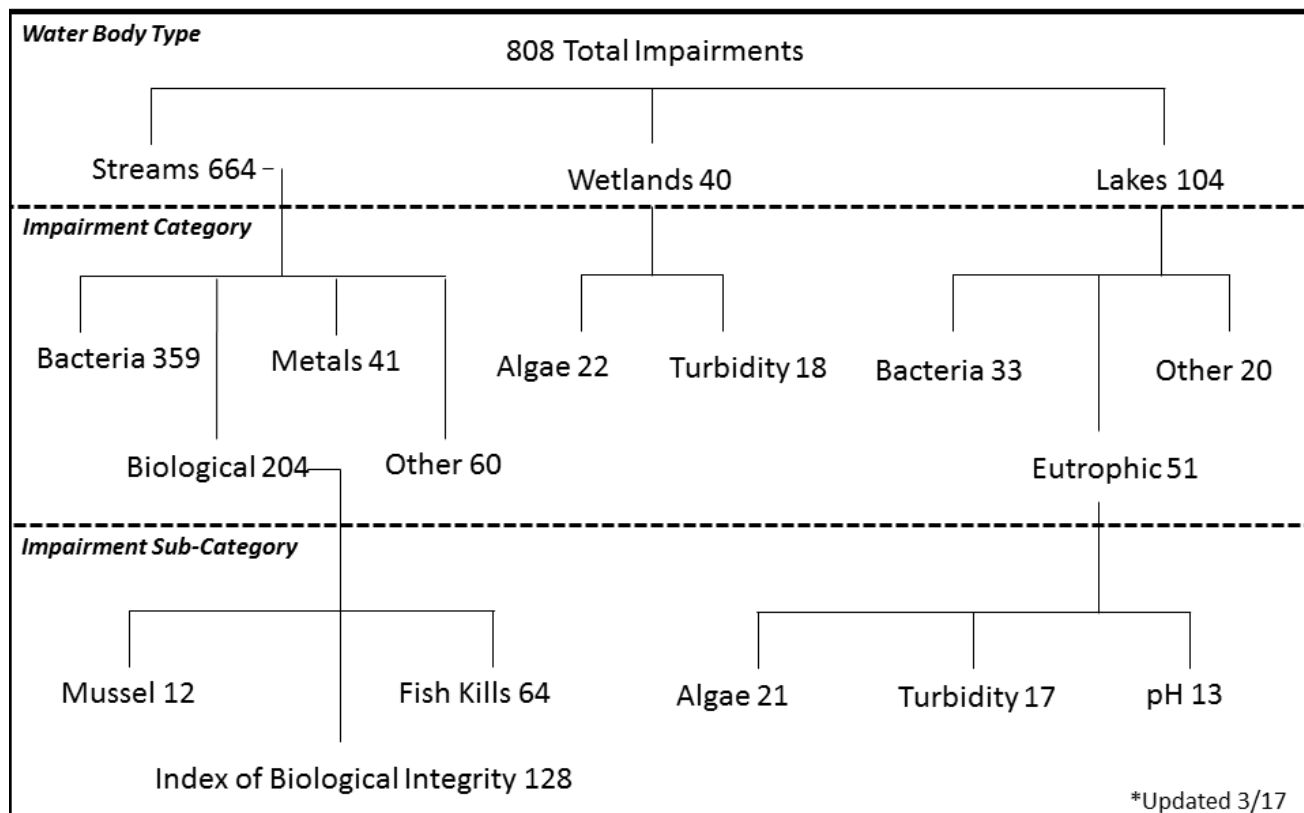 Water Body Type
808 Total Impairments
Streams 664
Wetlands 40
Lakes 104
Impairment Category
Bacteria 359
Metals 41
Algae 22
Turbidity 18
Bacteria 33
Other 20
Biological 204
Other 60
Eutrophic 51
Impairment Sub-Category
Mussel 12
Fish Kills 64
Algae 21
Turbidity 17
pH 13
Index of Biological Integrity 128
*Updated 3/17